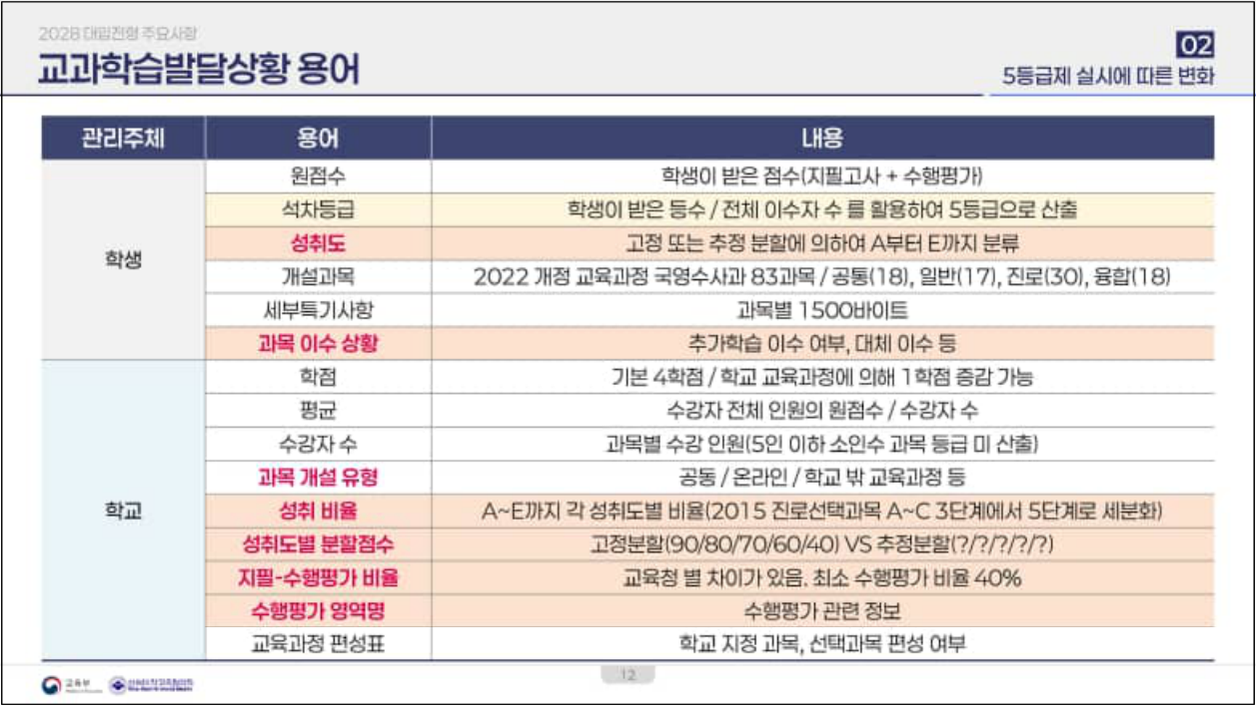 2028 대입전형 주요사항
교과학습발달상황 용어
02
5등급제 실시에 따른 변화
관리주체 용어 내용
학생
원점수 학생이 받은 점수(지필고사 + 수행평가)
석차등급 학생이 받은 등수 / 전체 이수자 수 를 활용하여 5등급으로 산출
성취도 고정 또는 추정 분할에 의하여 A부터 E까지 분류
개설과목 2022 개정 교육과정 국영수사과 83과목 / 공통(18), 일반(17), 진로(30), 융합(18)
세부특기사항 과목별 1500바이트
과목 이수 상황 추가학습 이수 여부, 대체 이수 등
학교
학점 기본 4학점 / 학교 교육과정에 의해 1학점 증감 가능
평균 수강자 전체 인원의 원점수 / 수강자 수
수강자 수 과목별 수강 인원(5인 이하 소인수 과목 등급 미 산출)
과목 개설 유형 공동 / 온라인 / 학교 밖 교육과정 등
성취 비율 A~E까지 각 성취도별 비율(2015 진로선택과목 A~C 3단계에서 5단계로 세분화)
성취도별 분할점수 고정분할(90/80/70/60/40) VS 추정분할(?/?/?/?/?)
지필-수행평가 비율 교육청 별 차이가 있음. 최소 수행평가 비율 40%
수행평가 영역명 수행평가 관련 정보
교육과정 편성표 학교 지정 과목, 선택과목 편성 여부
12
교육부